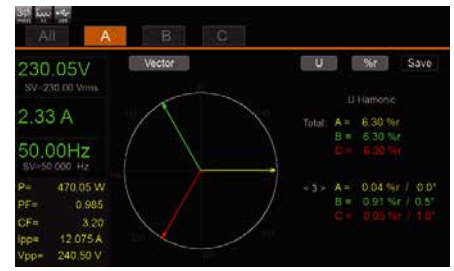 All A B C
230.05V
SV=230.00 Vrms
2.33 A
50.00Hz
SV=50.000 Hz
P= 470.05 W
PF= 0.985
CF= 3.20
Ipp= 12.075 A
Vpp= 240.50 V
Vector
U %r Save
U Hamonic
Total: A = 6.30 %r
B = 6.30 %r
C = 6.30 %r
< 3 > A = 0.04 %r / 0.0°
B = 0.91 %r / 0.5°
C = 0.05 %r / 1.0°